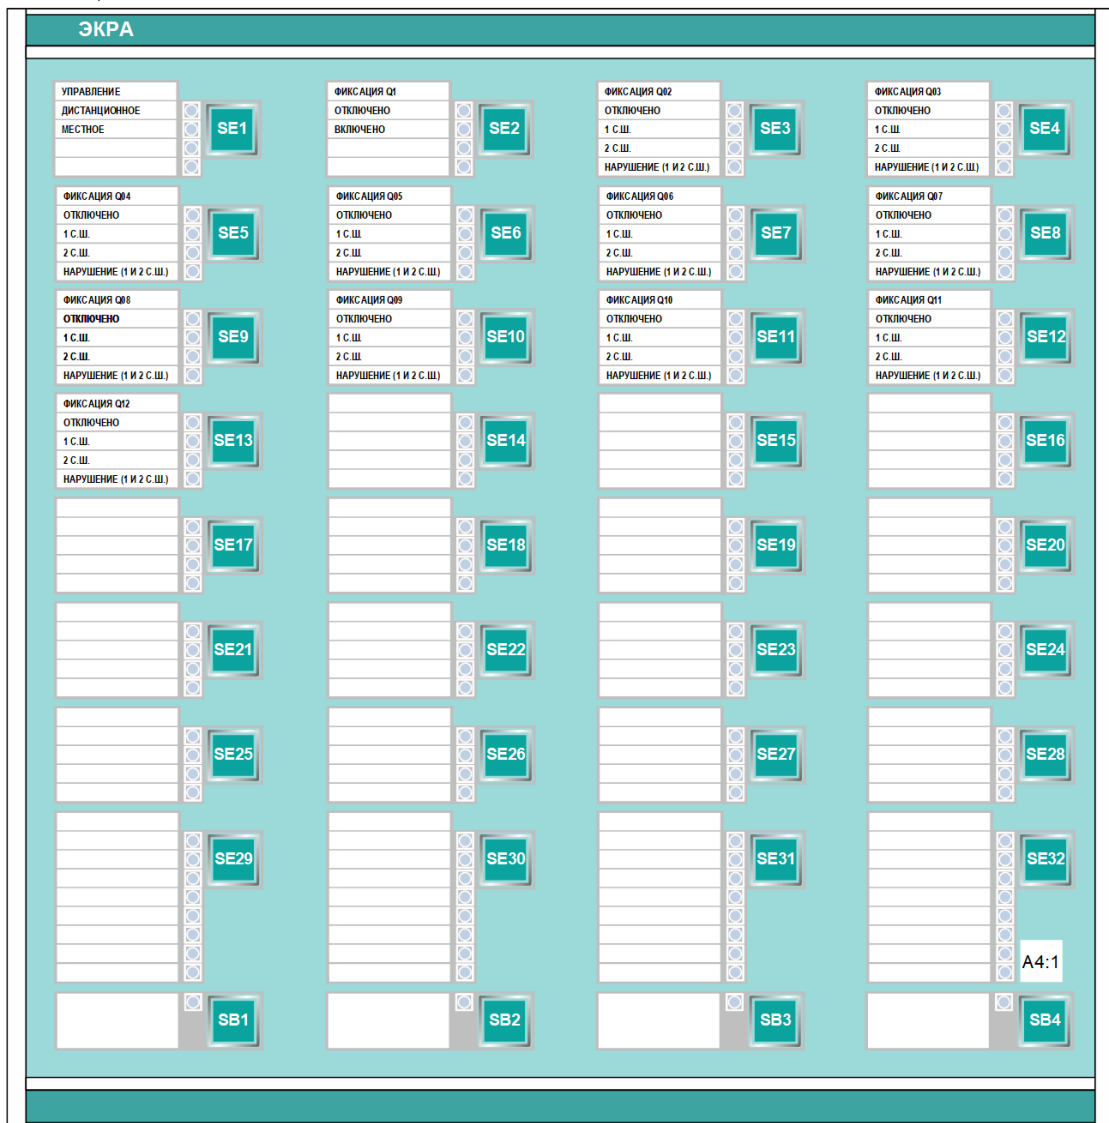 ЭКРА
УПРАВЛЕНИЕ
ДИСТАНЦИОННОЕ
МЕСТНОЕ
SE1
ФИКСАЦИЯ Q1
ОТКЛЮЧЕНО
ВКЛЮЧЕНО
SE2
ФИКСАЦИЯ Q02
ОТКЛЮЧЕНО
1 С.Ш.
2 С.Ш.
НАРУШЕНИЕ (1 И 2 С.Ш.)
SE3
ФИКСАЦИЯ Q03
ОТКЛЮЧЕНО
1 С.Ш.
2 С.Ш.
НАРУШЕНИЕ (1 И 2 С.Ш.)
SE4
ФИКСАЦИЯ Q04
ОТКЛЮЧЕНО
1 С.Ш.
2 С.Ш.
НАРУШЕНИЕ (1 И 2 С.Ш.)
SE5
ФИКСАЦИЯ Q05
ОТКЛЮЧЕНО
1 С.Ш.
2 С.Ш.
НАРУШЕНИЕ (1 И 2 С.Ш.)
SE6
ФИКСАЦИЯ Q06
ОТКЛЮЧЕНО
1 С.Ш.
2 С.Ш.
НАРУШЕНИЕ (1 И 2 С.Ш.)
SE7
ФИКСАЦИЯ Q07
ОТКЛЮЧЕНО
1 С.Ш.
2 С.Ш.
НАРУШЕНИЕ (1 И 2 С.Ш.)
SE8
ФИКСАЦИЯ Q08
ОТКЛЮЧЕНО
1 С.Ш.
2 С.Ш.
НАРУШЕНИЕ (1 И 2 С.Ш.)
SE9
ФИКСАЦИЯ Q09
ОТКЛЮЧЕНО
1 С.Ш.
2 С.Ш.
НАРУШЕНИЕ (1 И 2 С.Ш.)
SE10
ФИКСАЦИЯ Q10
ОТКЛЮЧЕНО
1 С.Ш.
2 С.Ш.
НАРУШЕНИЕ (1 И 2 С.Ш.)
SE11
ФИКСАЦИЯ Q11
ОТКЛЮЧЕНО
1 С.Ш.
2 С.Ш.
НАРУШЕНИЕ (1 И 2 С.Ш.)
SE12
ФИКСАЦИЯ Q12
ОТКЛЮЧЕНО
1 С.Ш.
2 С.Ш.
НАРУШЕНИЕ (1 И 2 С.Ш.)
SE13
SE14
SE15
SE16
SE17
SE18
SE19
SE20
SE21
SE22
SE23
SE24
SE25
SE26
SE27
SE28
SE29
SE30
SE31
SE32
A4:1
SB1
SB2
SB3
SB4